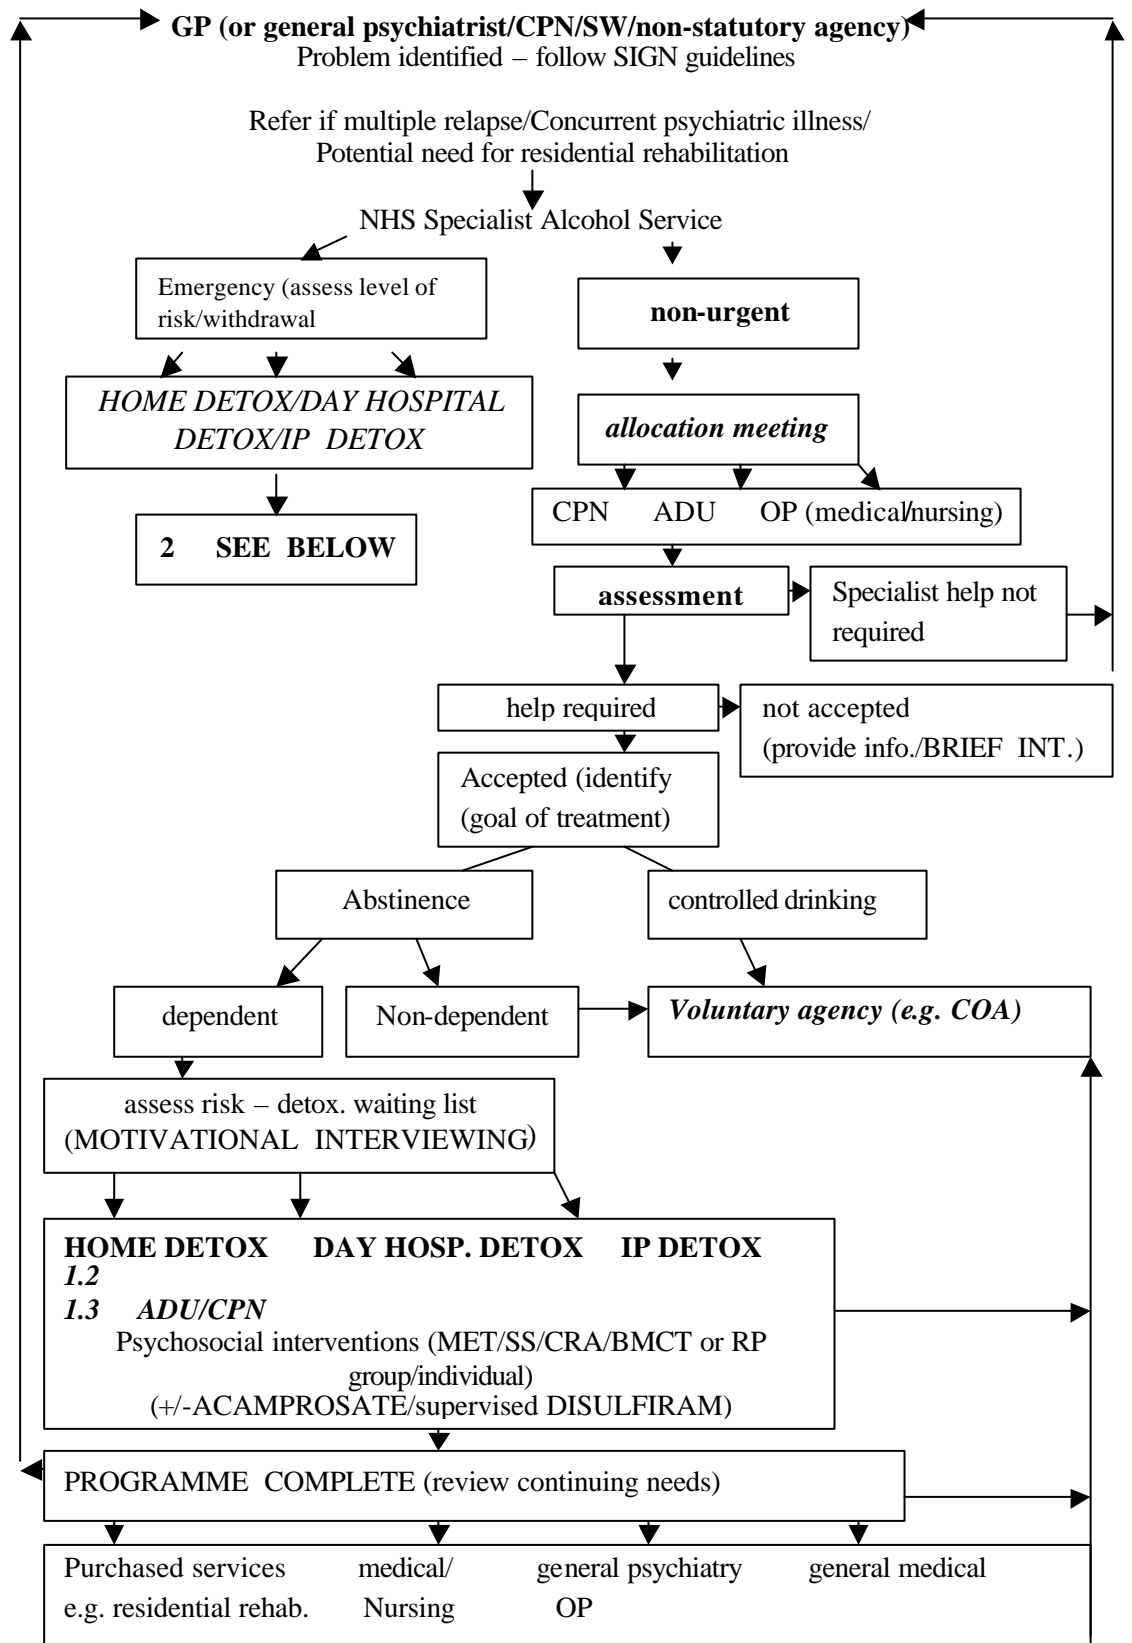 GP (or general psychiatrist/CPN/SW/non-statutory agency)
Problem identified – follow SIGN guidelines
Refer if multiple relapse/Concurrent psychiatric illness/
Potential need for residential rehabilitation
NHS Specialist Alcohol Service
Emergency (assess level of
risk/withdrawal
non-urgent
HOME DETOX/DAY HOSPITAL
DETOX/IP DETOX
allocation meeting
CPN ADU OP (medical/nursing)
2 SEE BELOW
assessment
Specialist help not
required
help required
not accepted
(provide info./BRIEF INT.)
Accepted (identify
(goal of treatment)
Abstinence
controlled drinking
dependent
Non-dependent
Voluntary agency (e.g. COA)
assess risk – detox. waiting list
(MOTIVATIONAL INTERVIEWING)
HOME DETOX DAY HOSP. DETOX IP DETOX
1.2
1.3 ADU/CPN
Psychosocial interventions (MET/SS/CRA/BMCT or RP
group/individual)
(+/-ACAMPROSATE/supervised DISULFIRAM)
PROGRAMME COMPLETE (review continuing needs)
Purchased services medical/ general psychiatry general medical
e.g. residential rehab. Nursing OP